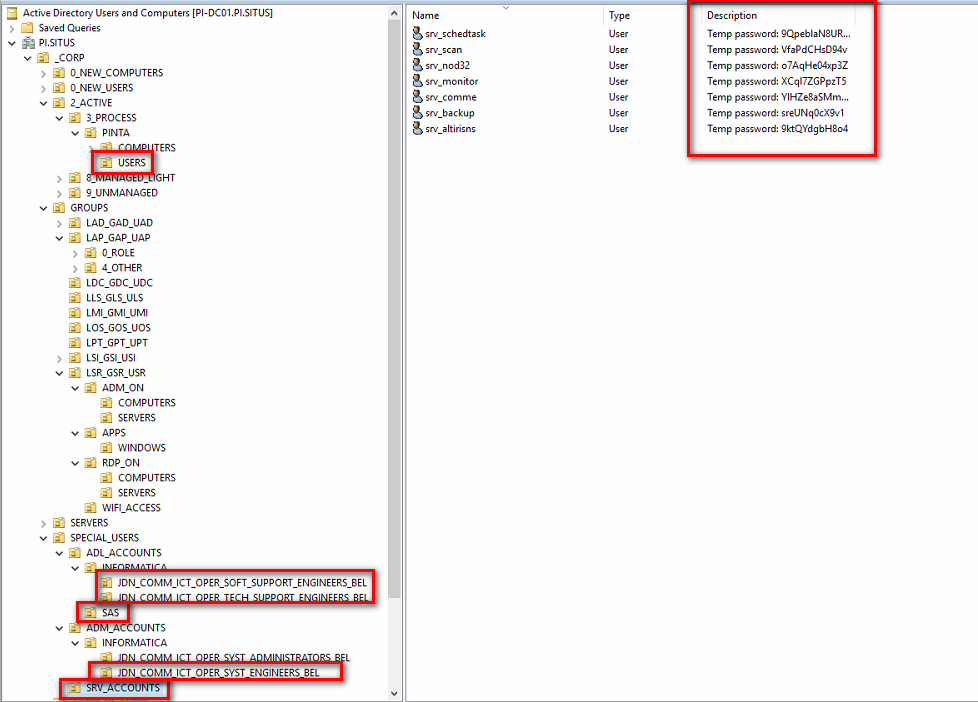 Active Directory Users and Computers [PI-DC01.PI.SITUS]
Saved Queries
PI.SITUS
_CORP
0_NEW_COMPUTERS
0_NEW_USERS
2_ACTIVE
3_PROCESS
PINTA
COMPUTERS
USERS
8_MANAGED_LIGHT
9_UNMANAGED
GROUPS
LAD_GAD_UAD
LAP_GAP_UAP
0_ROLE
4_OTHER
LDC_GDC_UDC
LLS_GLS_ULS
LMI_GMI_UMI
LOS_GOS_UOS
LPT_GPT_UPT
LSI_GSI_USI
LSR_GSR_USR
ADM_ON
COMPUTERS
SERVERS
APPS
WINDOWS
RDP_ON
COMPUTERS
SERVERS
WIFI_ACCESS
SERVERS
SPECIAL_USERS
ADL_ACCOUNTS
INFORMATICA
JDN_COMM_ICT_OPER_SOFT_SUPPORT_ENGINEERS_BEL
JDN_COMM_ICT_OPER_TECH_SUPPORT_ENGINEERS_BEL
SAS
ADM_ACCOUNTS
INFORMATICA
JDN_COMM_ICT_OPER_SYST_ADMINISTRATORS_BEL
JDN_COMM_ICT_OPER_SYST_ENGINEERS_BEL
SRV_ACCOUNTS
Name Type Description
srv_schedtask User Temp password: 9QpebIaN8UR...
srv_scan User Temp password: VfaPdCHsD94v
srv_nod32 User Temp password: o7AqHe04xp3Z
srv_monitor User Temp password: XCqI7ZGPpzT5
srv_comme User Temp password: YIHZe8aSMm...
srv_backup User Temp password: sreUNq0cX9v1
srv_altirisns User Temp password: 9ktQYdgbH8o4